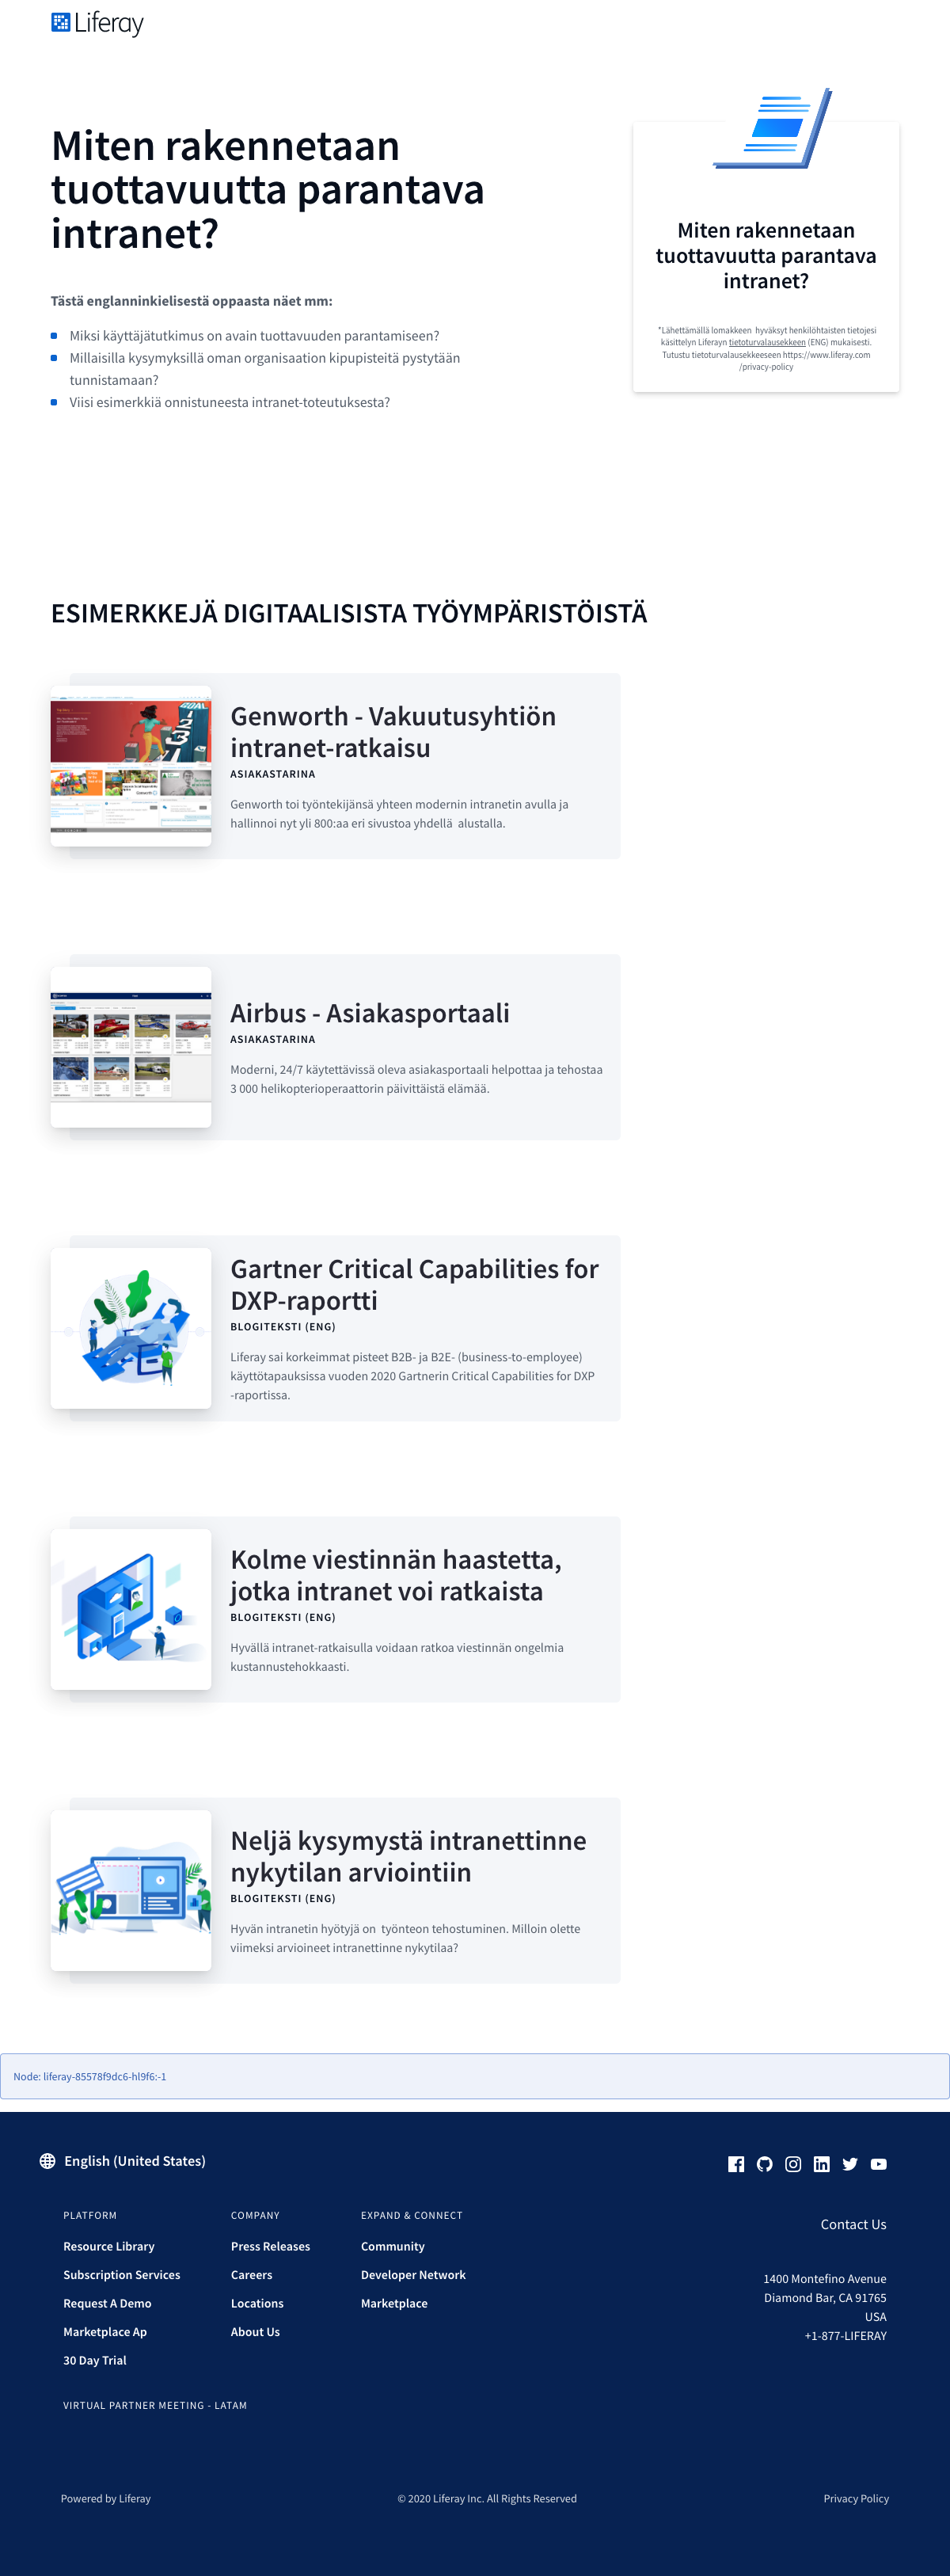 Liferay
Miten rakennetaan
tuottavuutta parantava
intranet?
Tästä englanninkielisestä oppaasta näet mm:
Miksi käyttäjätutkimus on avain tuottavuuden parantamiseen?
Millaisilla kysymyksillä oman organisaation kipupisteitä pystytään
tunnistamaan?
Viisi esimerkkiä onnistuneesta intranet-toteutuksesta?
Miten rakennetaan
tuottavuutta parantava
intranet?
*Lähettämällä lomakkeen hyväksyt henkilöhtaisten tietojesi
käsittelyn Liferayn tietoturvalausekkeen (ENG) mukaisesti.
Tutustu tietoturvalausekkeeseen https://www.liferay.com
/privacy-policy
ESIMERKKEJÄ DIGITAALISISTA TYÖYMPÄRISTÖISTÄ
Genworth - Vakuutusyhtiön
intranet-ratkaisu
ASIAKASTARINA
Genworth toi työntekijänsä yhteen modernin intranetin avulla ja
hallinnoi nyt yli 800:aa eri sivustoa yhdellä alustalla.
Airbus - Asiakasportaali
ASIAKASTARINA
Moderni, 24/7 käytettävissä oleva asiakasportaali helpottaa ja tehostaa
3 000 helikopterioperaattorin päivittäistä elämää.
Gartner Critical Capabilities for
DXP-raportti
BLOGITEKSTI (ENG)
Liferay sai korkeimmat pisteet B2B- ja B2E- (business-to-employee)
käyttötapauksissa vuoden 2020 Gartnerin Critical Capabilities for DXP
-raportissa.
Kolme viestinnän haastetta,
jotka intranet voi ratkaista
BLOGITEKSTI (ENG)
Hyvällä intranet-ratkaisulla voidaan ratkoa viestinnän ongelmia
kustannustehokkaasti.
Neljä kysymystä intranettinne
nykytilan arviointiin
BLOGITEKSTI (ENG)
Hyvän intranetin hyötyjä on työnteon tehostuminen. Milloin olette
viimeksi arvioineet intranettinne nykytilaa?
Node: liferay-85578f9dc6-hl9f6:-1
English (United States)
PLATFORM
Resource Library
Subscription Services
Request A Demo
Marketplace Ap
30 Day Trial
COMPANY
Press Releases
Careers
Locations
About Us
EXPAND & CONNECT
Community
Developer Network
Marketplace
Contact Us
1400 Montefino Avenue
Diamond Bar, CA 91765
USA
+1-877-LIFERAY
VIRTUAL PARTNER MEETING - LATAM
Powered by Liferay
© 2020 Liferay Inc. All Rights Reserved
Privacy Policy